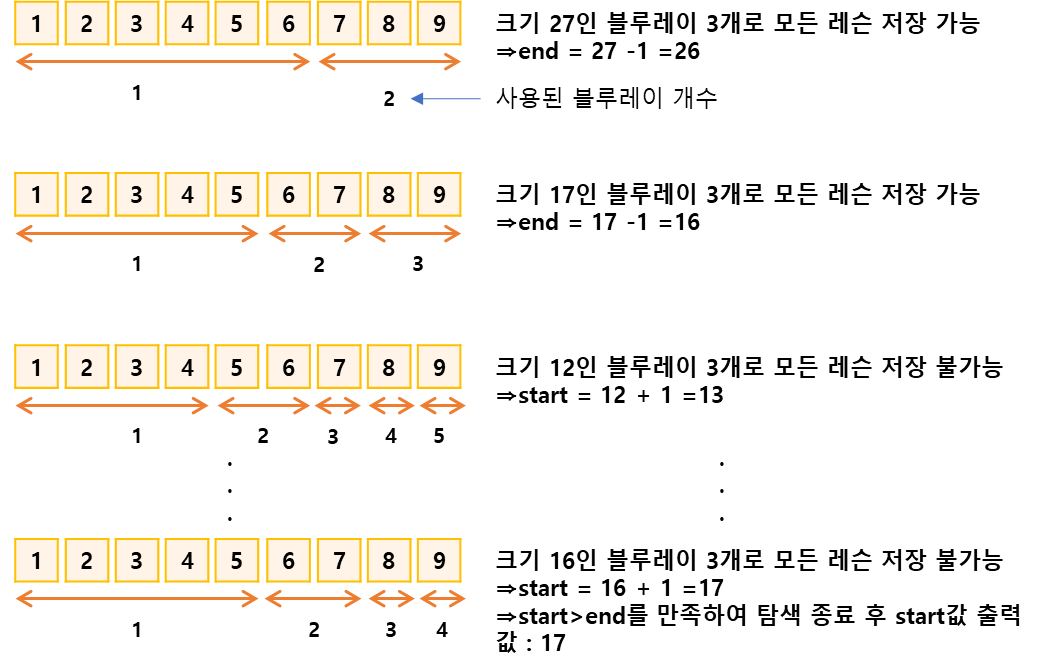 1 2 3 4 5 6 7 8 9
크기 27인 블루레이 3개로 모든 레슨 저장 가능
⇒end = 27 -1 =26
1
2
사용된 블루레이 개수
1 2 3 4 5 6 7 8 9
크기 17인 블루레이 3개로 모든 레슨 저장 가능
⇒end = 17 -1 =16
1 2 3
1 2 3 4 5 6 7 8 9
크기 12인 블루레이 3개로 모든 레슨 저장 불가능
⇒start = 12 + 1 =13
1 2 3 4 5
1 2 3 4 5 6 7 8 9
크기 16인 블루레이 3개로 모든 레슨 저장 불가능
⇒start = 16 + 1 =17
⇒start>end를 만족하여 탐색 종료 후 start값 출력
값 : 17
1 2 3 4